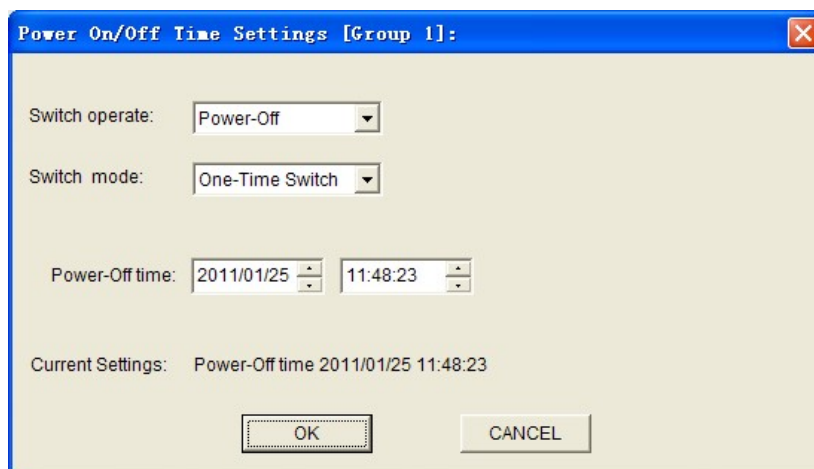 Power On/Off Time Settings [Group 1]:
Switch operate: Power-Off
Switch mode: One-Time Switch
Power-Off time: 2011/01/25 11:48:23
Current Settings: Power-Off time 2011/01/25 11:48:23
OK CANCEL